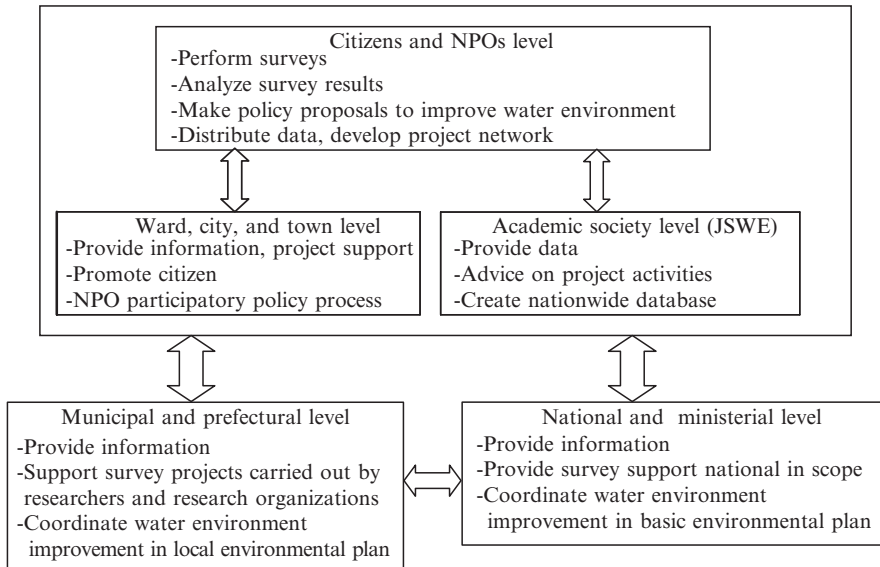 Citizens and NPOs level
-Perform surveys
-Analyze survey results
-Make policy proposals to improve water environment
-Distribute data, develop project network
Ward, city, and town level
-Provide information, project support
-Promote citizen
-NPO participatory policy process
Academic society level (JSWE)
-Provide data
-Advice on project activities
-Create nationwide database
Municipal and prefectural level
-Provide information
-Support survey projects carried out by
researchers and research organizations
-Coordinate water environment
improvement in local environmental plan
National and ministerial level
-Provide information
-Provide survey support national in scope
-Coordinate water environment
improvement in basic environmental plan